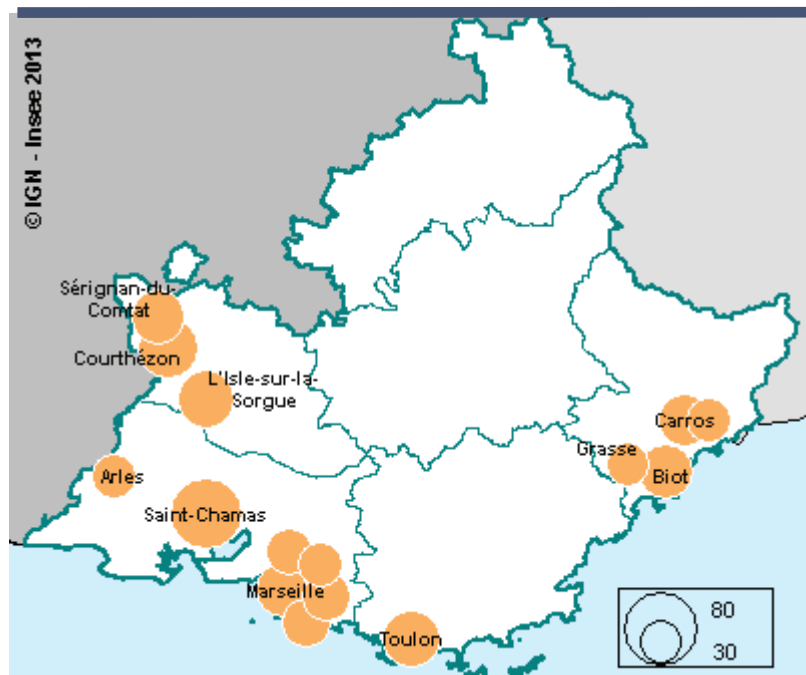 © IGN - Insee 2013
Sérignan-du-
Comtat
Courthézon
L'Isle-sur-la-
Sorgue
Carros
Grasse
Biot
Arles
Saint-Chamas
Marseille
Toulon
80
30